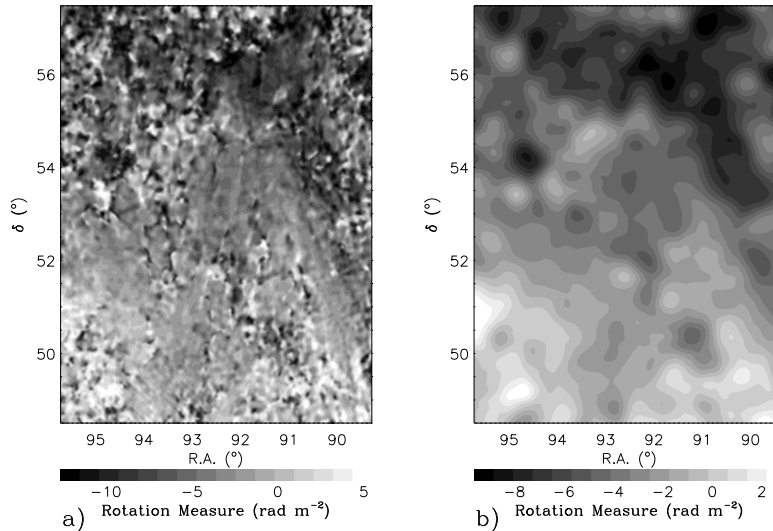 56
54
52
50
δ (°)
95 94 93 92 91 90
R.A. (°)
−10 −5 0 5
Rotation Measure (rad m−2)
a)
56
54
52
50
δ (°)
95 94 93 92 91 90
R.A. (°)
−8 −6 −4 −2 0 2
Rotation Measure (rad m−2)
b)